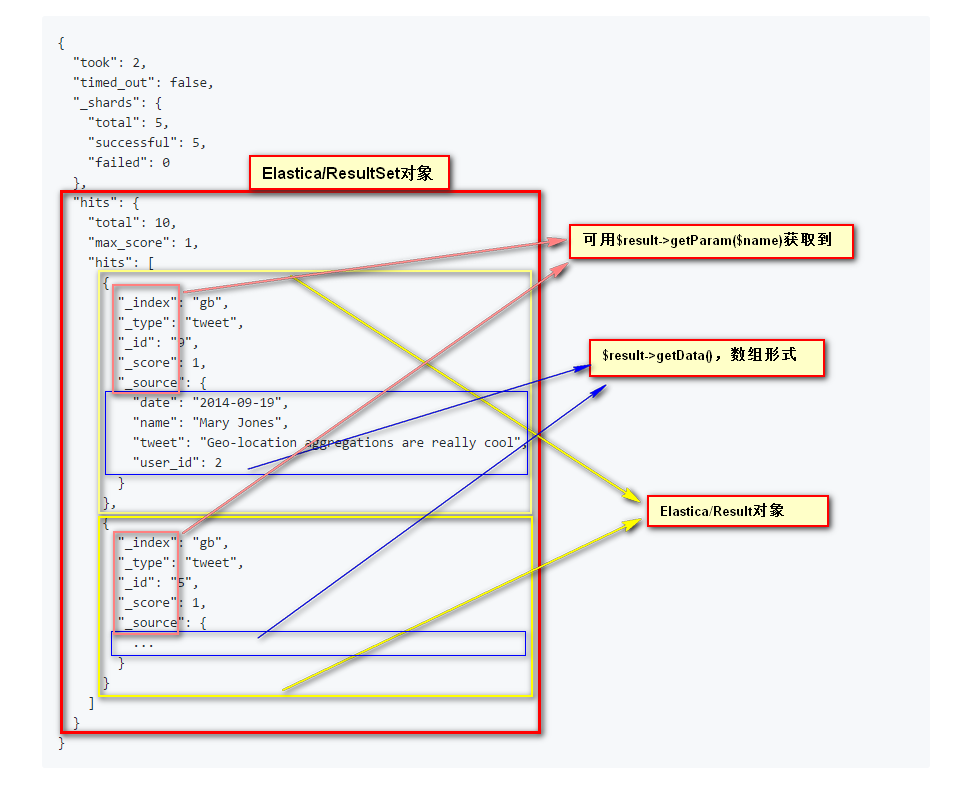 {
"took": 2,
"timed_out": false,
"_shards": {
"total": 5,
"successful": 5,
"failed": 0
},
Elastica/ResultSet对象
"hits": {
"total": 10,
"max_score": 1,
"hits": [
可用$result->getParam($name)获取到
{
"_index": "gb",
"_type": "tweet",
"_id": "9",
"_score": 1,
$result->getData()，数组形式
"_source": {
"date": "2014-09-19",
"name": "Mary Jones",
"tweet": "Geo-location aggregations are really cool",
"user_id": 2
}
},
Elastica/Result对象
{
"_index": "gb",
"_type": "tweet",
"_id": "5",
"_score": 1,
"_source": {
...
}
}
]
}
}